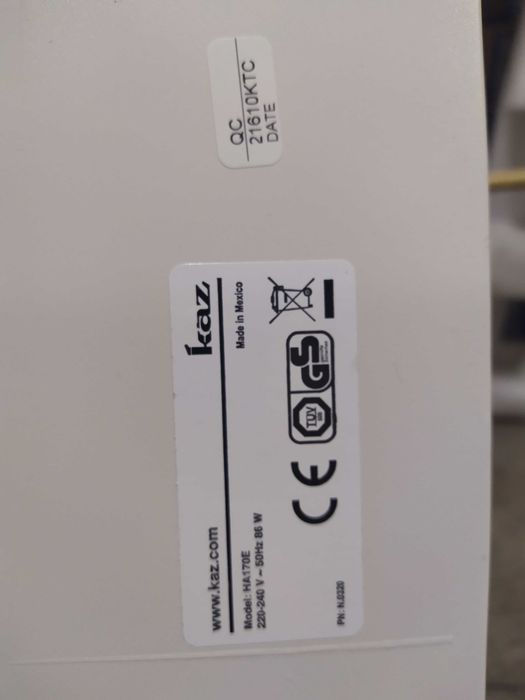 QC
21610KTC
DATE
www.kaz.com
kaz
Model: HA170E
Made in Mexico
220-240 V ~ 50Hz 86 W
CE
TÜV
GS
PN: N.0320